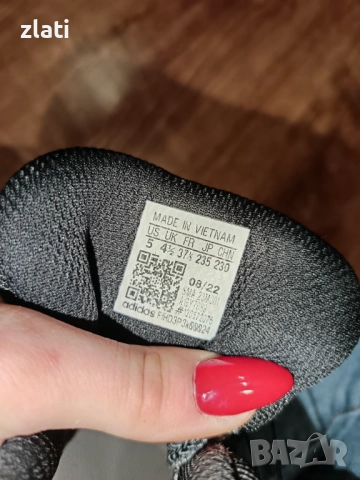 zlati
MADE IN VIETNAM
US UK FR JP CHN
5 4½ 37⅓ 235 230
08/22
adidas
BAZAR